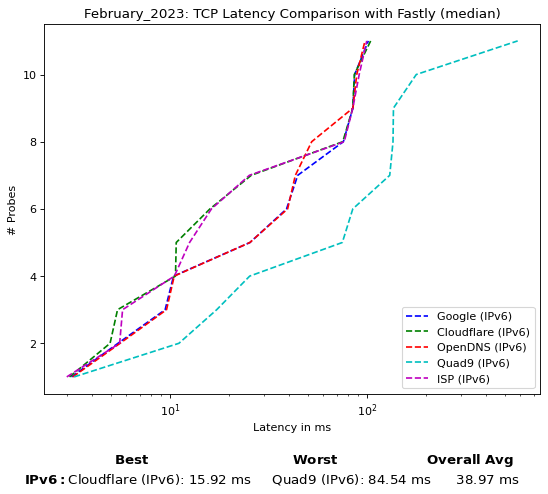 February_2023: TCP Latency Comparison with Fastly (median)
# Probes
10
8
6
4
2
Google (IPv6)
Cloudflare (IPv6)
OpenDNS (IPv6)
Quad9 (IPv6)
ISP (IPv6)
10¹ 10²
Latency in ms
Best Worst Overall Avg
IPv6: Cloudflare (IPv6): 15.92 ms Quad9 (IPv6): 84.54 ms 38.97 ms